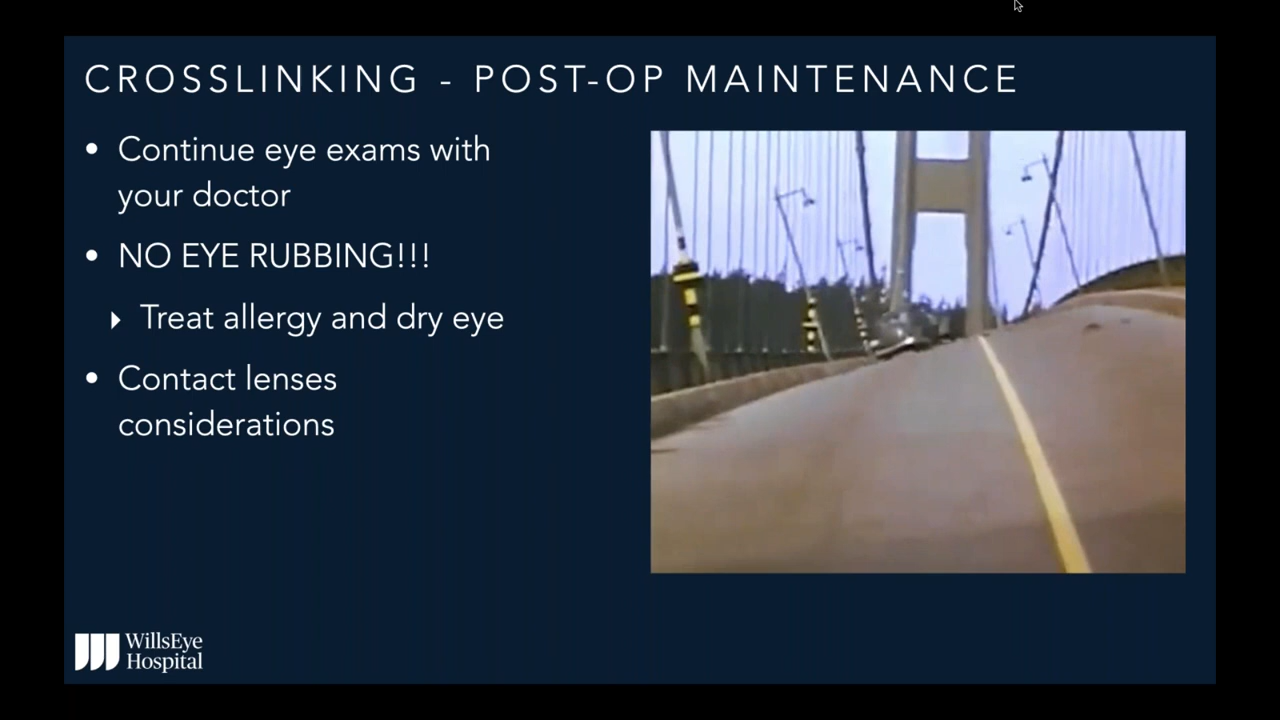 CROSSLINKING - POST-OP MAINTENANCE
• Continue eye exams with
your doctor
• NO EYE RUBBING!!!
‣ Treat allergy and dry eye
• Contact lenses
considerations
WillsEye
Hospital